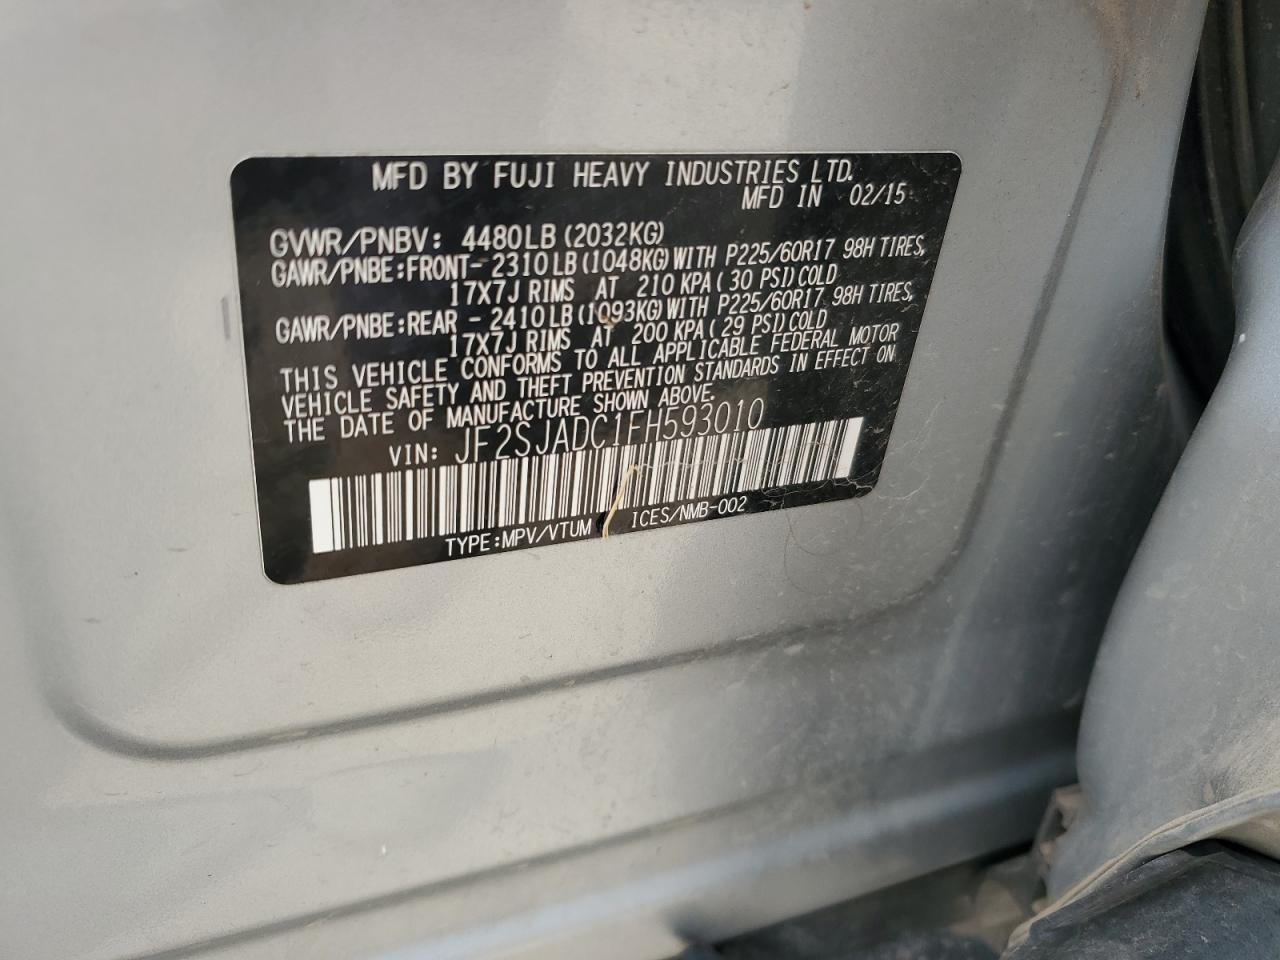 MFD BY FUJI HEAVY INDUSTRIES LTD.
MFD IN 02/15
GVWR/PNBV: 4480LB (2032KG)
GAWR/PNBE:FRONT- 2310LB (1048KG) WITH P225/60R17 98H TIRES,
17X7J RIMS AT 210 KPA ( 30 PSI) COLD
GAWR/PNBE:REAR - 2410LB (1093KG) WITH P225/60R17 98H TIRES,
17X7J RIMS AT 200 KPA ( 29 PSI) COLD
THIS VEHICLE CONFORMS TO ALL APPLICABLE FEDERAL MOTOR
VEHICLE SAFETY AND THEFT PREVENTION STANDARDS IN EFFECT ON
THE DATE OF MANUFACTURE SHOWN ABOVE.
VIN: JF2SJADC1FH593010
TYPE:MPV/VTUM ICES/NMB-002